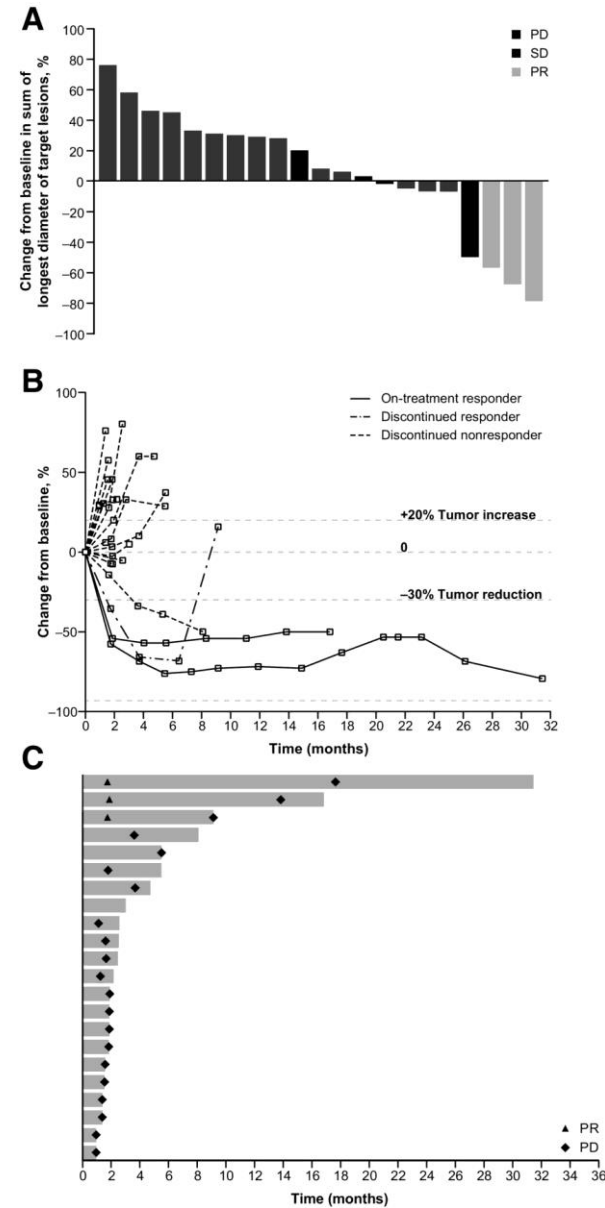 A
Change from baseline in sum of
longest diameter of target lesions, %
100
80
60
40
20
0
−20
−40
−60
−80
−100
PD
SD
PR
B
Change from baseline, %
100
50
0
−50
−100
On-treatment responder
Discontinued responder
Discontinued nonresponder
+20% Tumor increase
0
−30% Tumor reduction
0 2 4 6 8 10 12 14 16 18 20 22 24 26 28 30 32
Time (months)
C
PR
PD
0 2 4 6 8 10 12 14 16 18 20 22 24 26 28 30 32 34 36
Time (months)